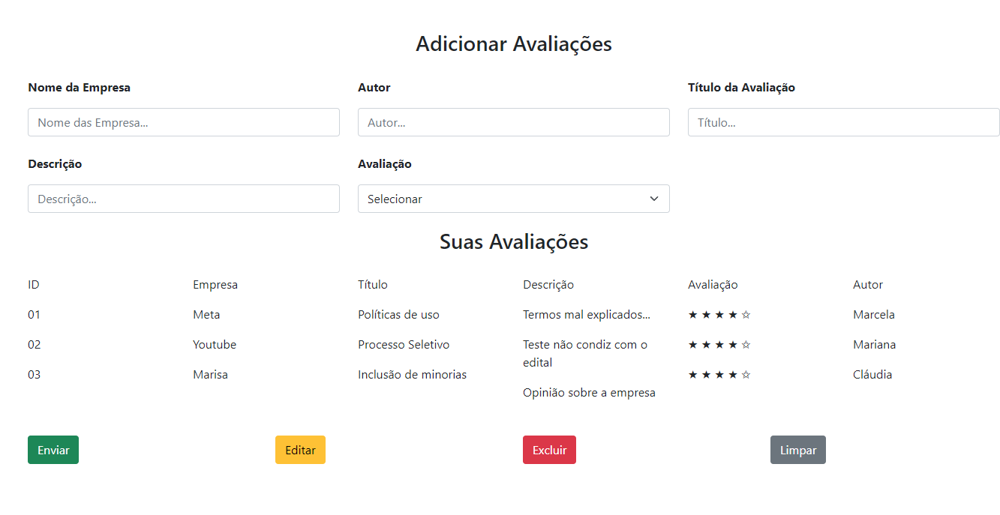 Adicionar Avaliações
Nome da Empresa Autor Título da Avaliação
Nome das Empresa... Autor... Título...
Descrição Avaliação
Descrição... Selecionar
Suas Avaliações
ID Empresa Título Descrição Avaliação Autor
01 Meta Políticas de uso Termos mal explicados... ★ ★ ★ ★ ☆ Marcela
02 Youtube Processo Seletivo Teste não condiz com o ★ ★ ★ ★ ☆ Mariana
edital
03 Marisa Inclusão de minorias ★ ★ ★ ★ ☆ Cláudia
Opinião sobre a empresa
Enviar Editar Excluir Limpar